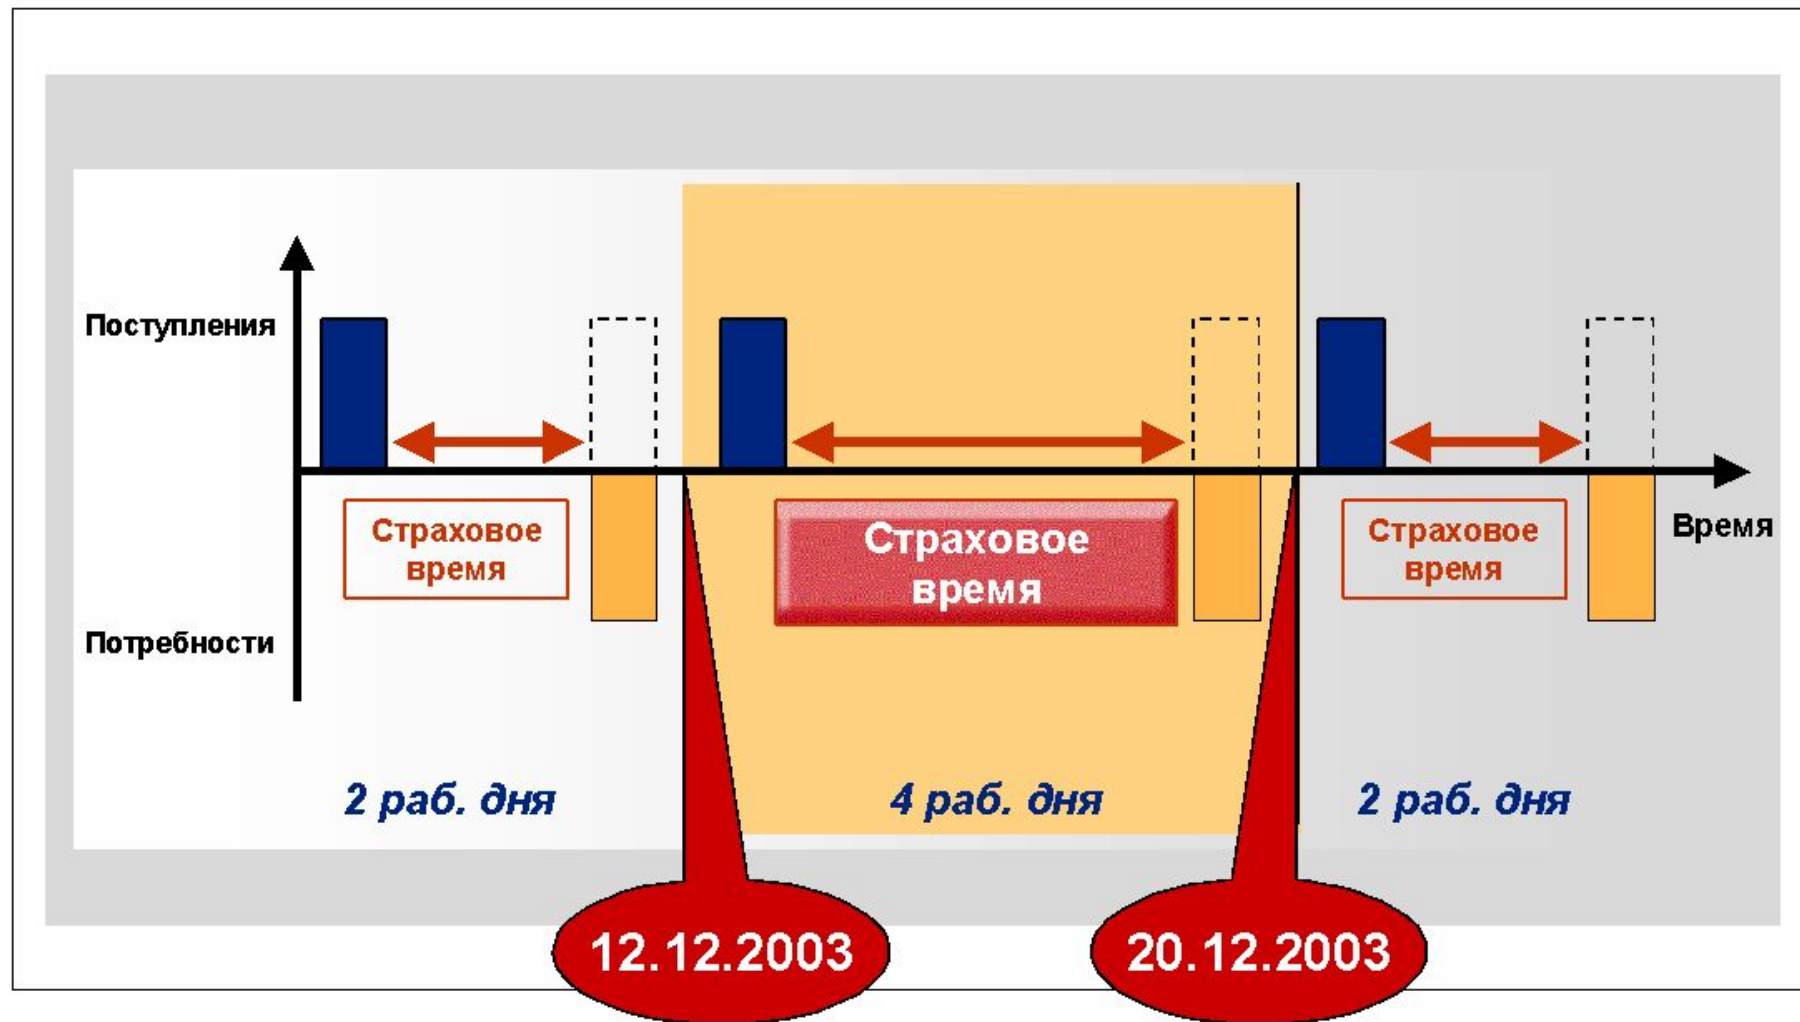 Поступления
Страховое
время
Страховое
время
Страховое
время
Время
Потребности
2 раб. дня
4 раб. дня
2 раб. дня
12.12.2003
20.12.2003